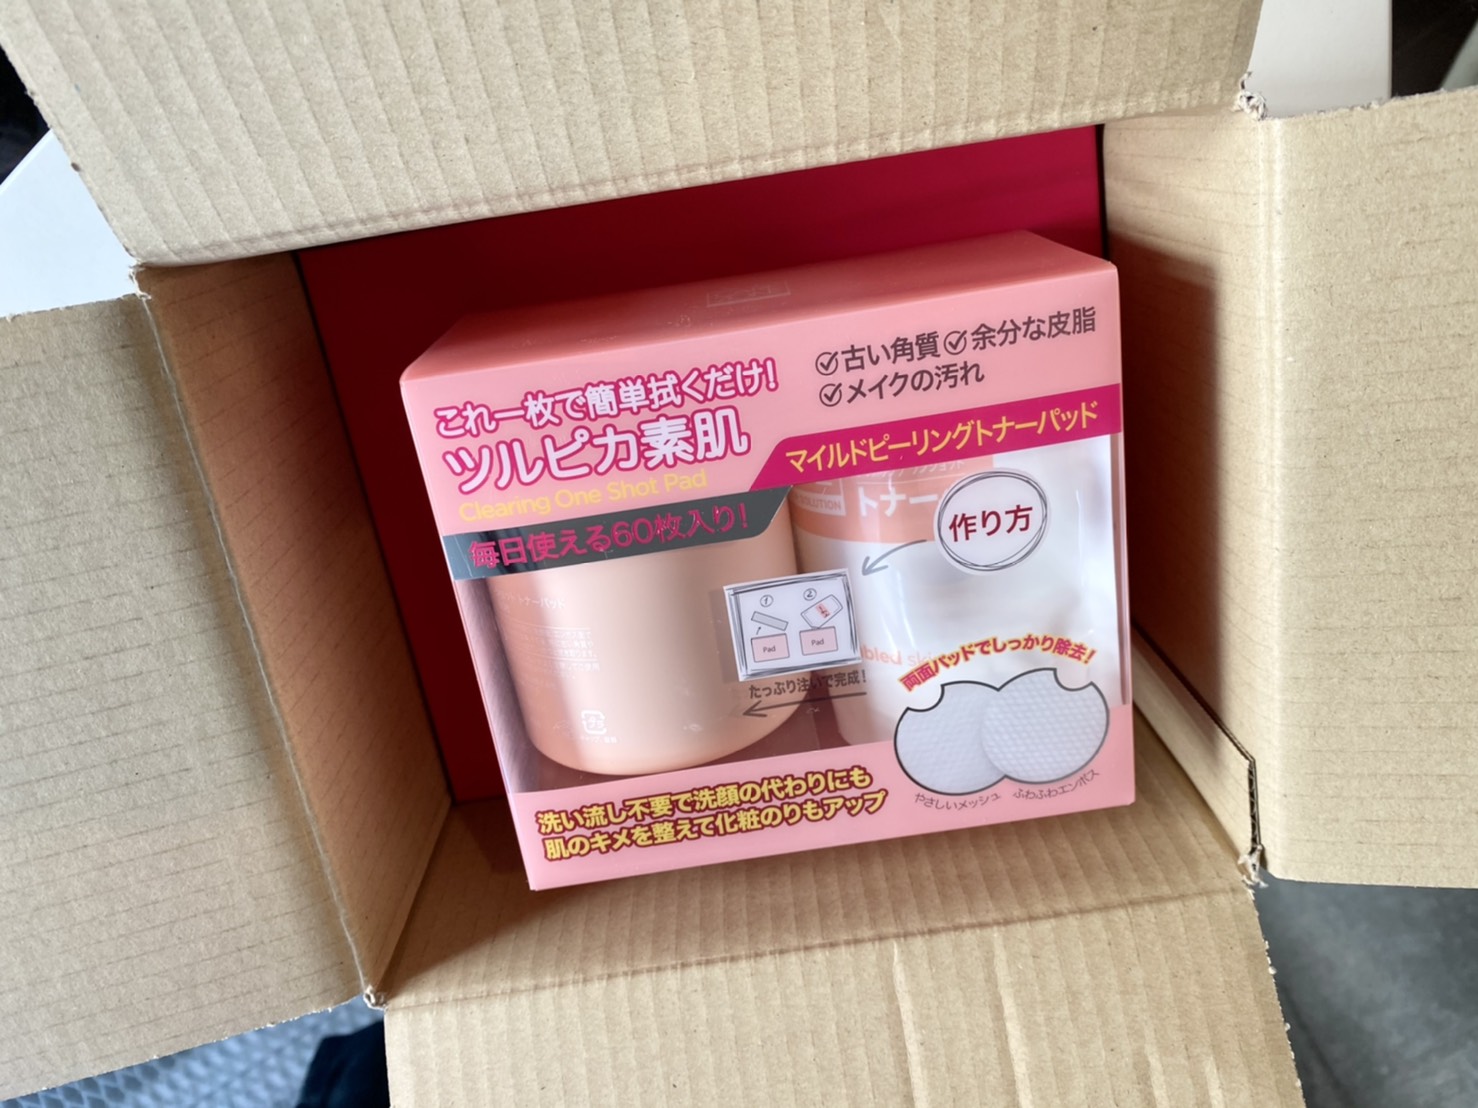 これ一枚で簡単拭くだけ!
ツルピカ素肌
Clearing One Shot Pad
毎日使える60枚入り!
古い角質 余分な皮脂
メイクの汚れ
マイルドピーリングトナーパッド
トナー
作り方
① ②
Pad Pad
たっぷり注いで完成!
両面パッドでしっかり除去!
やさしいメッシュ ふわふわエンボス
洗い流し不要で洗顔の代わりにも
肌のキメを整えて化粧のりもアップ